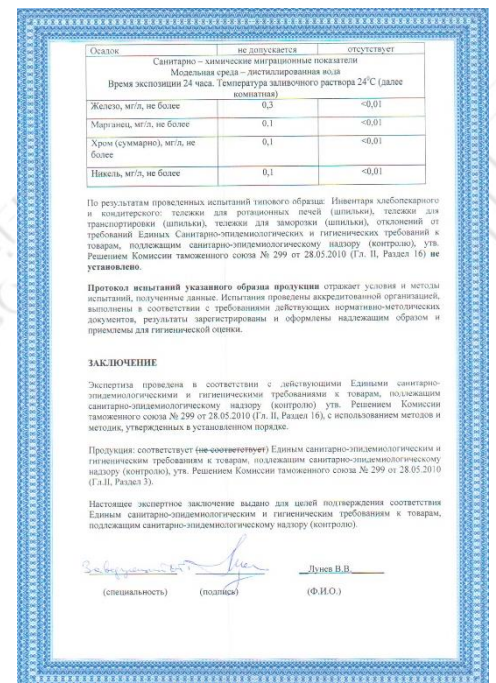 Осадок не допускается отсутствует
Санитарно – химические миграционные показатели
Модельная среда – дистиллированная вода
Время экспозиции 24 часа. Температура заливочного раствора 24°С (далее
комнатная)
Железо, мг/л, не более 0,3 <0,01
Марганец, мг/л, не более 0,1 <0,01
Хром (суммарно), мг/л, не
более 0,1 <0,01
Никель, мг/л, не более 0,1 <0,01
По результатам проведенных испытаний типового образца: Инвентаря хлебопекарного
и кондитерского: тележки для ротационных печей (шпильки), тележки для
транспортировки (шпильки), тележки для заморозки (шпильки), отклонений от
требований Единых Санитарно-эпидемиологических и гигиенических требований к
товарам, подлежащим санитарно-эпидемиологическому надзору (контролю), утв.
Решением Комиссии таможенного союза № 299 от 28.05.2010 (Гл. II, Раздел 16) не
установлено.
Протокол испытаний указанного образца продукции отражает условия и методы
испытаний, полученные данные. Испытания проведены аккредитованной организацией,
выполнены в соответствии с требованиями действующих нормативно-методических
документов, результаты зарегистрированы и оформлены надлежащим образом и
приемлемы для гигиенической оценки.
ЗАКЛЮЧЕНИЕ
Экспертиза проведена в соответствии с действующими Едиными санитарно-
эпидемиологическими и гигиеническими требованиями к товарам, подлежащим
санитарно-эпидемиологическому надзору (контролю) утв. Решением Комиссии
таможенного союза № 299 от 28.05.2010 (Гл. II, Раздел 16), с использованием методов и
методик, утвержденных в установленном порядке.
Продукция: соответствует (не соответствует) Единым санитарно-эпидемиологическим и
гигиеническим требованиям к товарам, подлежащим санитарно-эпидемиологическому
надзору (контролю), утв. Решением Комиссии таможенного союза № 299 от 28.05.2010
(Гл.II, Раздел 3).
Настоящее экспертное заключение выдано для целей подтверждения соответствия
Единым санитарно-эпидемиологическим и гигиеническим требованиям к товарам,
подлежащим санитарно-эпидемиологическому надзору (контролю).
Лунев В.В.
(специальность) (подпись) (Ф.И.О.)